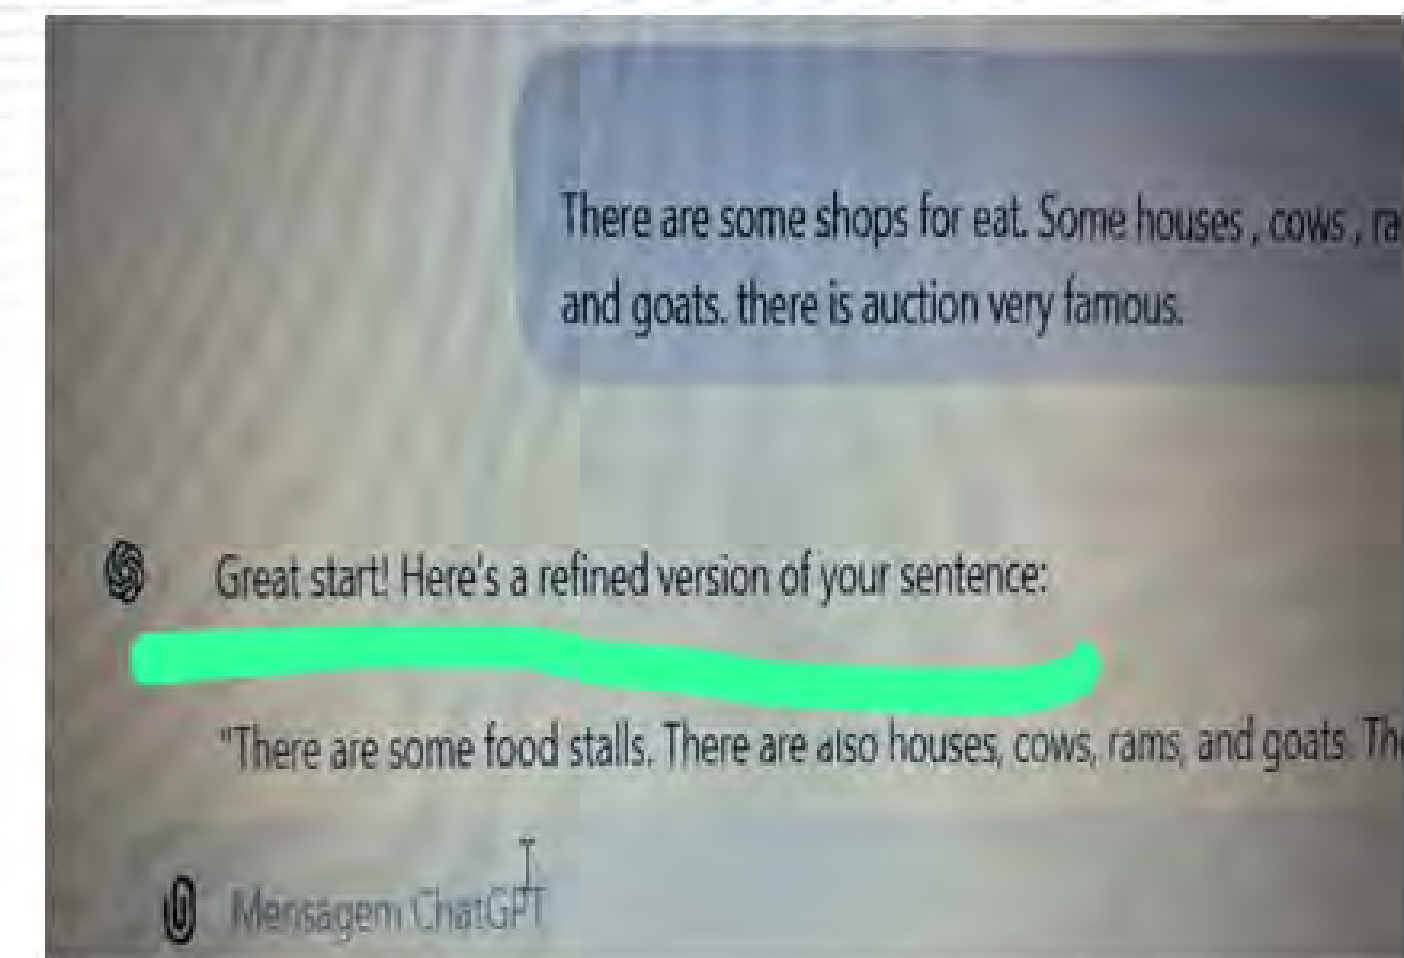 There are some shops for eat. Some houses , cows , ra
and goats. there is auction very famous.
Great start! Here's a refined version of your sentence:
"There are some food stalls. There are also houses, cows, rams, and goats. The
Mensagem ChatGPT